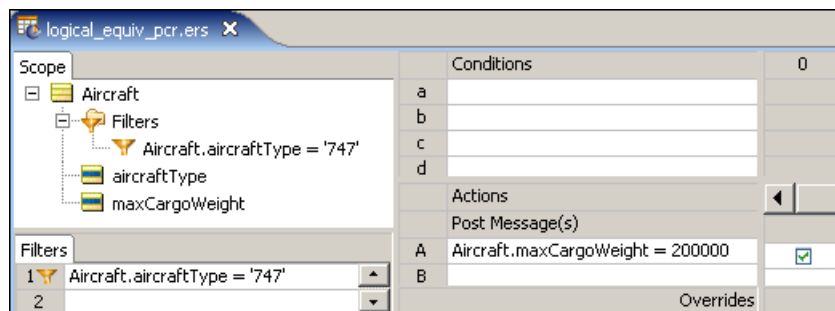 logical_equiv_pcr.ers
Scope
Aircraft
Filters
Aircraft.aircraftType = '747'
aircraftType
maxCargoWeight
Filters
1 Aircraft.aircraftType = '747'
2
Conditions 0
a
b
c
d
Actions
Post Message(s)
A Aircraft.maxCargoWeight = 200000
B
Overrides